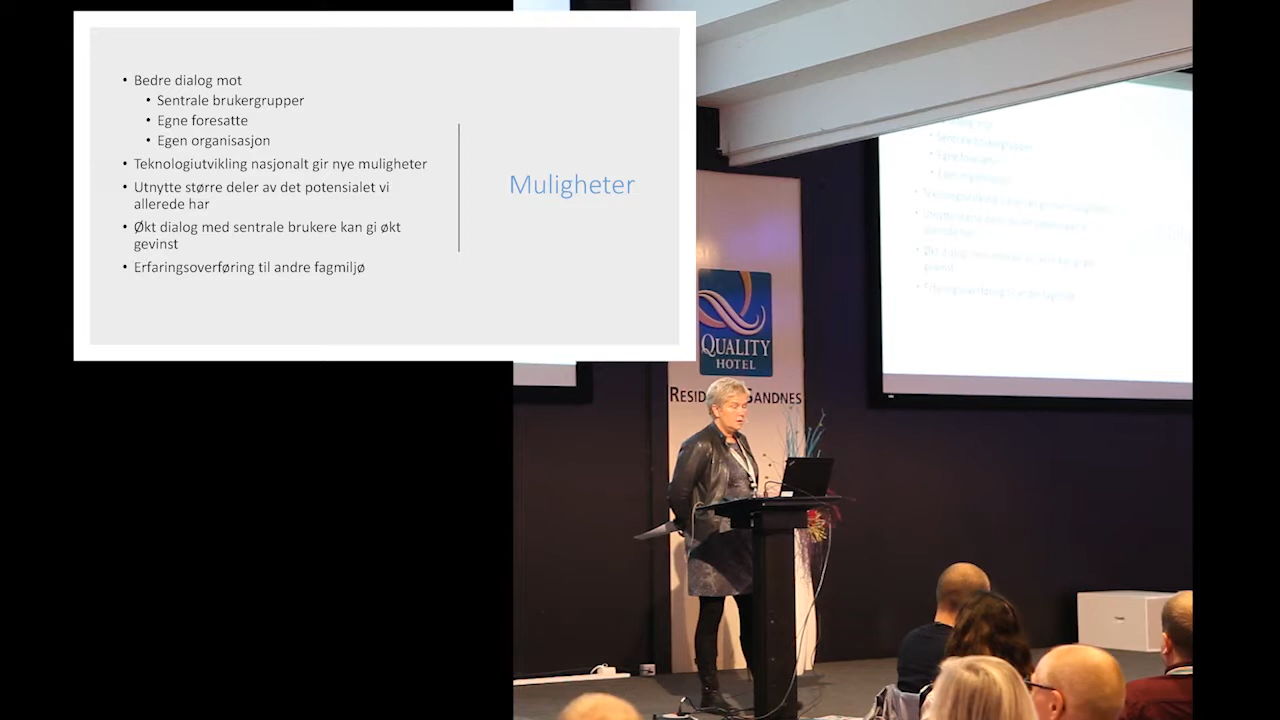 Bedre dialog mot
Sentrale brukergrupper
Egne foresatte
Egen organisasjon
Teknologiutvikling nasjonalt gir nye muligheter
Utnytte større deler av det potensialet vi
allerede har
Økt dialog med sentrale brukere kan gi økt
gevinst
Erfaringsoverføring til andre fagmiljø
Muligheter
QUALITY
HOTEL
SANDNES